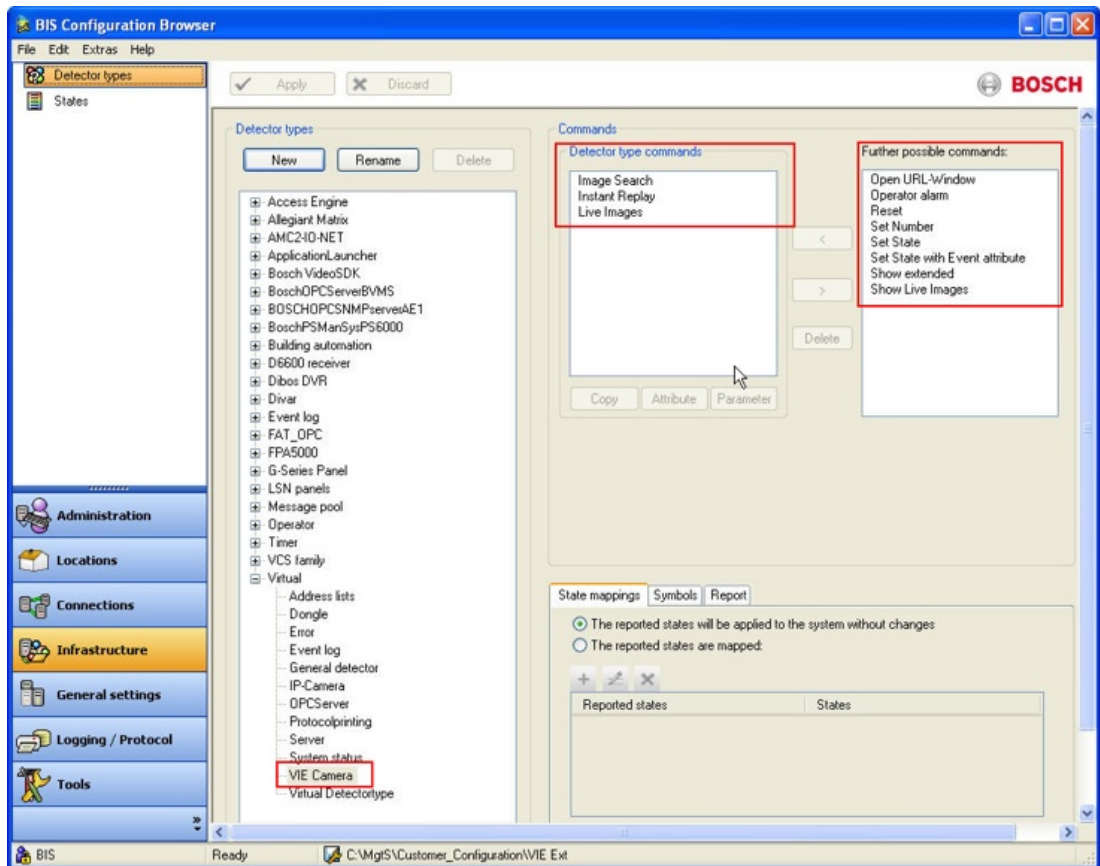 BIS Configuration Browser
File Edit Extras Help
Detector types
States
Apply Discard
BOSCH
Detector types
New Rename Delete
Access Engine
Allegiant Matrix
AMC2-IO-NET
ApplicationLauncher
Bosch VideoSDK
BoschOPCServerBVMS
BOSCHOPCSNMPserverAE1
BoschPSManSysPS6000
Building automation
D6600 receiver
Dibos DVR
Divar
Event log
FAT_OPC
FPA5000
G-Series Panel
LSN panels
Message pool
Operator
Timer
VCS family
Virtual
Address lists
Dongle
Error
Event log
General detector
IP-Camera
OPCServer
Protocolprinting
Server
System status
VIE Camera
Virtual Detectortype
Commands
Detector type commands
Image Search
Instant Replay
Live Images
Copy Attribute Parameter
<
>
Delete
Further possible commands:
Open URL-Window
Operator alarm
Reset
Set Number
Set State
Set State with Event attribute
Show extended
Show Live Images
State mappings Symbols Report
The reported states will be applied to the system without changes
The reported states are mapped:
Reported states States
Administration
Locations
Connections
Infrastructure
General settings
Logging / Protocol
Tools
BIS Ready C:\MgtS\Customer_Configuration\VIE Ext